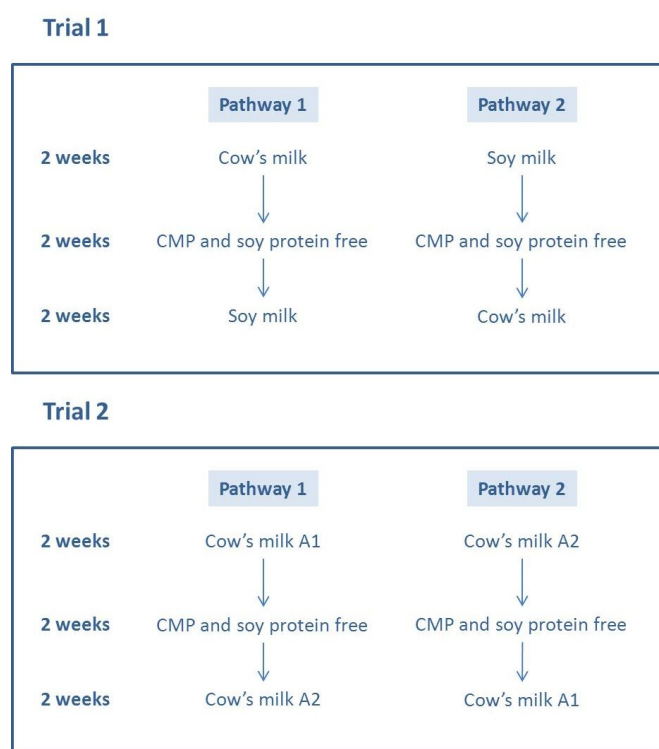 Trial 1
Pathway 1 Pathway 2
2 weeks Cow's milk Soy milk
2 weeks CMP and soy protein free CMP and soy protein free
2 weeks Soy milk Cow's milk
Trial 2
Pathway 1 Pathway 2
2 weeks Cow's milk A1 Cow's milk A2
2 weeks CMP and soy protein free CMP and soy protein free
2 weeks Cow's milk A2 Cow's milk A1